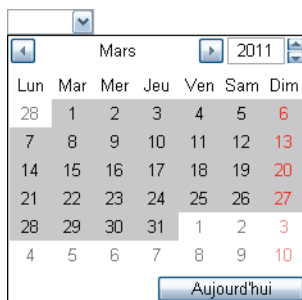 Mars 2011
Lun Mar Mer Jeu Ven Sam Dim
28 1 2 3 4 5 6
7 8 9 10 11 12 13
14 15 16 17 18 19 20
21 22 23 24 25 26 27
28 29 30 31 1 2 3
4 5 6 7 8 9 10
Aujourd'hui